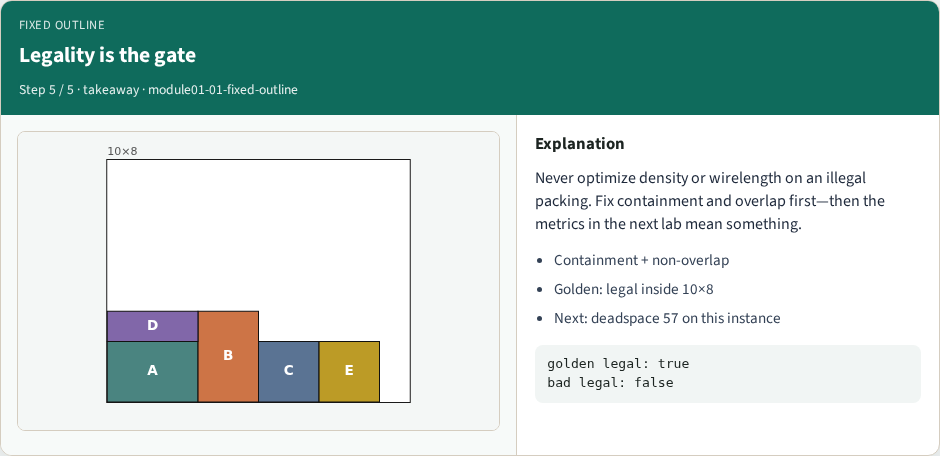 FIXED OUTLINE
Legality is the gate
Step 5 / 5 · takeaway · module01-01-fixed-outline
10×8
D
A
B
C
E
Explanation
Never optimize density or wirelength on an illegal
packing. Fix containment and overlap first—then the
metrics in the next lab mean something.
• Containment + non-overlap
• Golden: legal inside 10×8
• Next: deadspace 57 on this instance
golden legal: true
bad legal: false